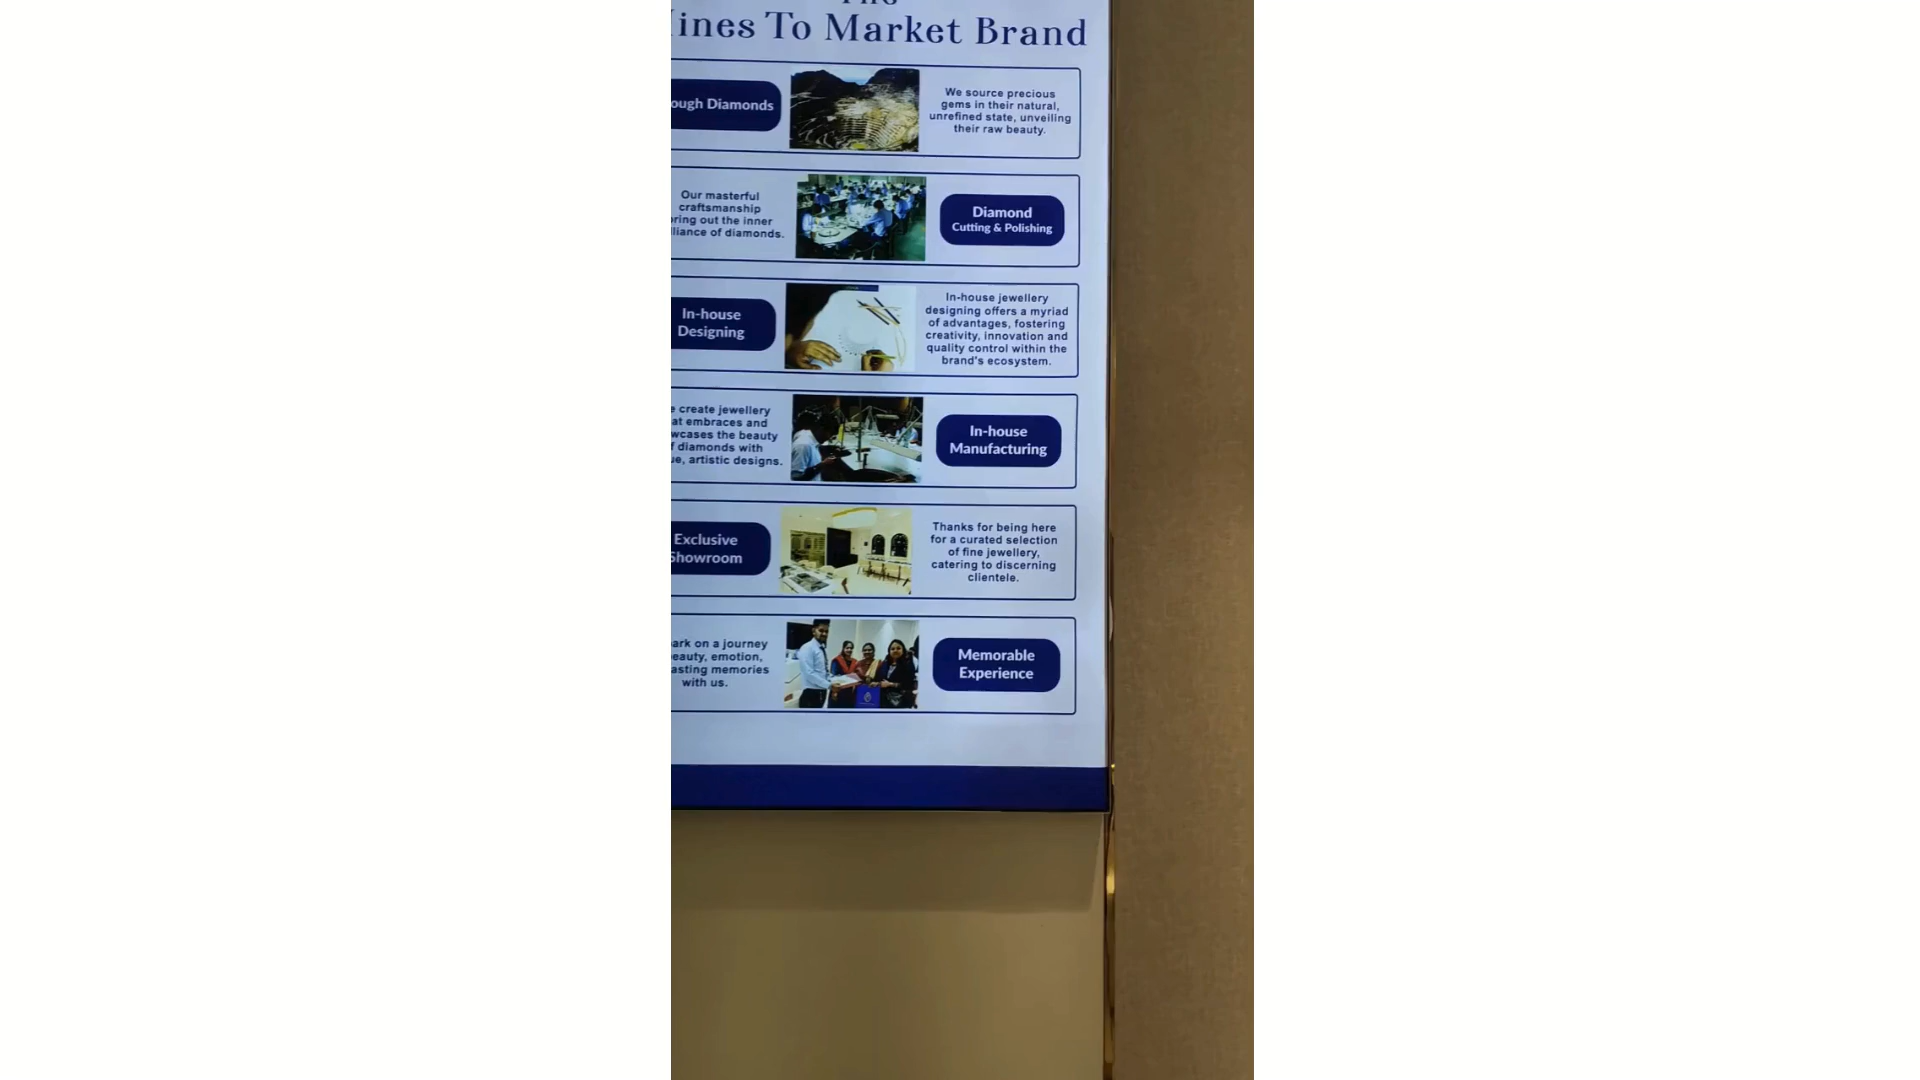 The
ines To Market Brand
ough Diamonds
We source precious
gems in their natural,
unrefined state, unveiling
their raw beauty.
Our masterful
craftsmanship
bring out the inner
lliance of diamonds.
Diamond
Cutting & Polishing
In-house
Designing
In-house jewellery
designing offers a myriad
of advantages, fostering
creativity, innovation and
quality control within the
brand's ecosystem.
e create jewellery
at embraces and
wcases the beauty
f diamonds with
ue, artistic designs.
In-house
Manufacturing
Exclusive
Showroom
Thanks for being here
for a curated selection
of fine jewellery,
catering to discerning
clientele.
ark on a journey
eauty, emotion,
asting memories
with us.
Memorable
Experience